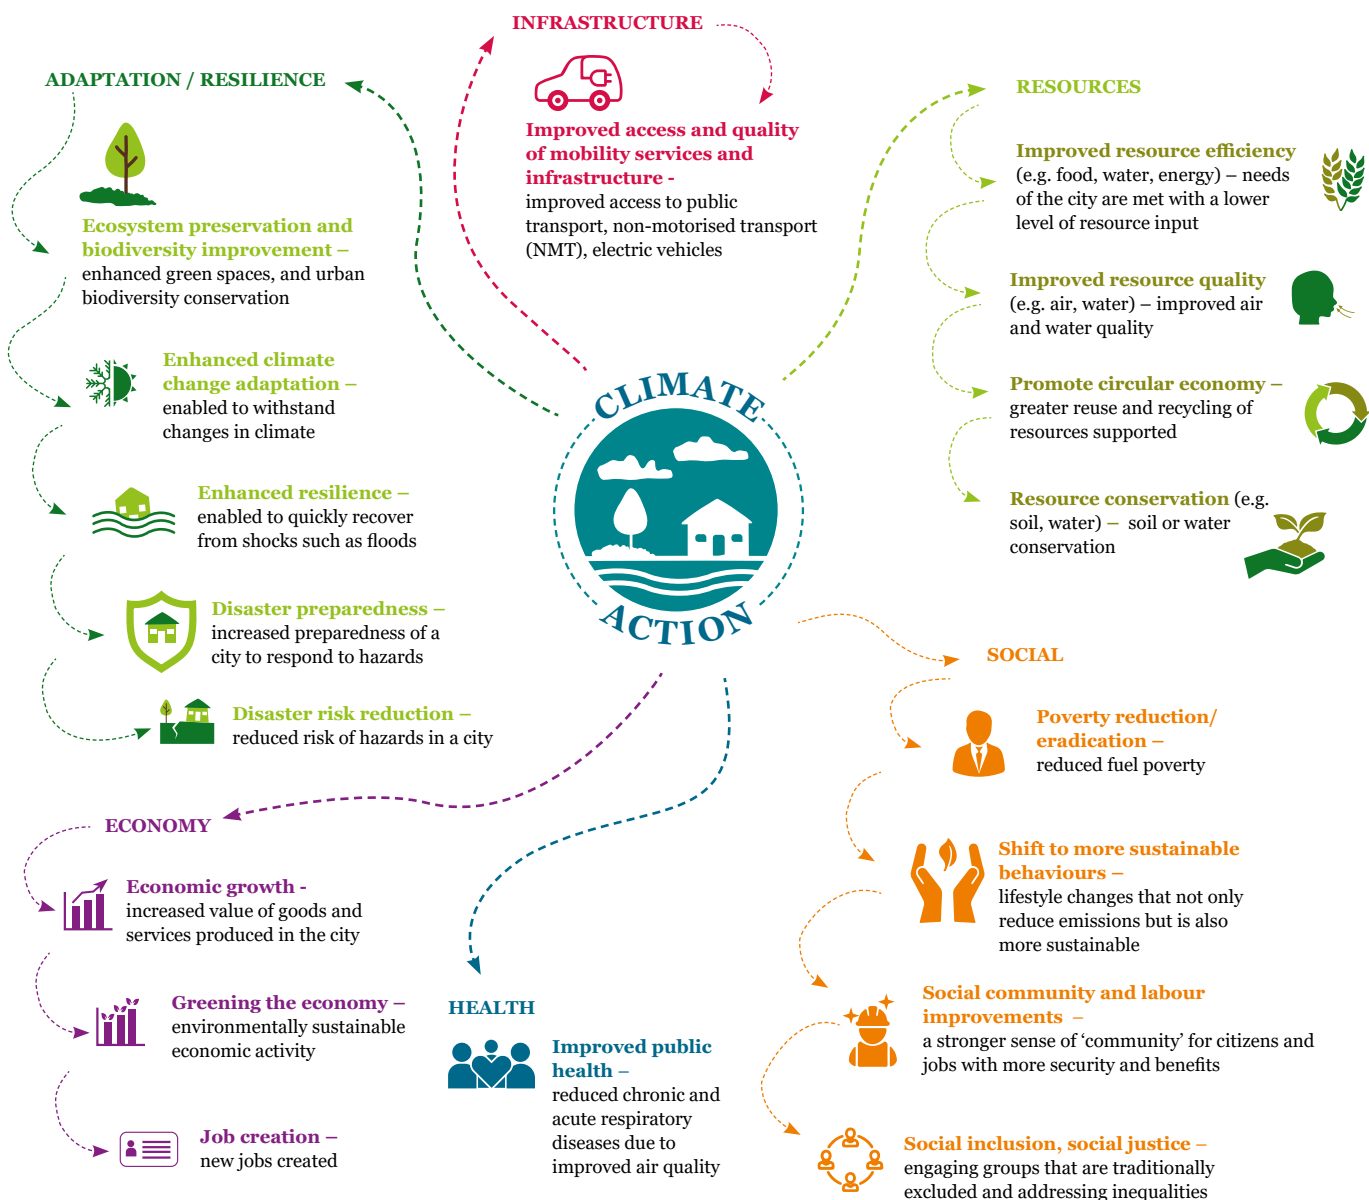 INFRASTRUCTURE
Improved access and quality
of mobility services and
infrastructure -
improved access to public
transport, non-motorised transport
(NMT), electric vehicles
ADAPTATION / RESILIENCE
Ecosystem preservation and
biodiversity improvement –
enhanced green spaces, and urban
biodiversity conservation
Enhanced climate
change adaptation –
enabled to withstand
changes in climate
Enhanced resilience –
enabled to quickly recover
from shocks such as floods
Disaster preparedness –
increased preparedness of a
city to respond to hazards
Disaster risk reduction –
reduced risk of hazards in a city
RESOURCES
Improved resource efficiency
(e.g. food, water, energy) – needs
of the city are met with a lower
level of resource input
Improved resource quality
(e.g. air, water) – improved air
and water quality
Promote circular economy –
greater reuse and recycling of
resources supported
Resource conservation (e.g.
soil, water) – soil or water
conservation
CLIMATE
ACTION
SOCIAL
Poverty reduction/
eradication –
reduced fuel poverty
Shift to more sustainable
behaviours –
lifestyle changes that not only
reduce emissions but is also
more sustainable
Social community and labour
improvements –
a stronger sense of ‘community’ for citizens and
jobs with more security and benefits
Social inclusion, social justice –
engaging groups that are traditionally
excluded and addressing inequalities
ECONOMY
Economic growth -
increased value of goods and
services produced in the city
Greening the economy –
environmentally sustainable
economic activity
Job creation –
new jobs created
HEALTH
Improved public
health –
reduced chronic and
acute respiratory
diseases due to
improved air quality